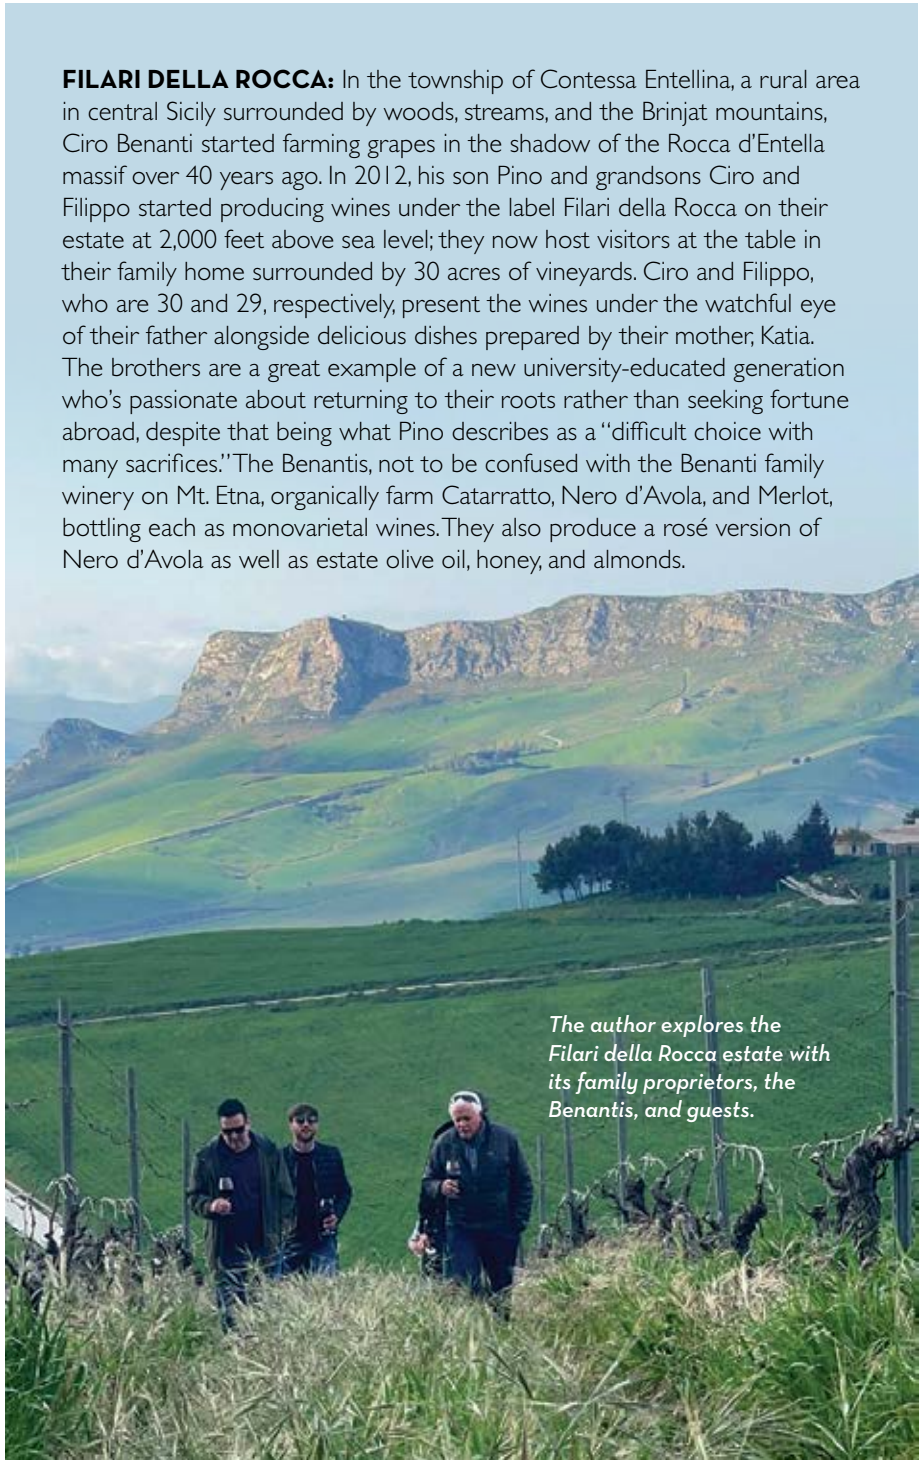 FILARI DELLA ROCCA: In the township of Contessa Entellina, a rural area
in central Sicily surrounded by woods, streams, and the Brinjat mountains,
Ciro Benanti started farming grapes in the shadow of the Rocca d’Entella
massif over 40 years ago. In 2012, his son Pino and grandsons Ciro and
Filippo started producing wines under the label Filari della Rocca on their
estate at 2,000 feet above sea level; they now host visitors at the table in
their family home surrounded by 30 acres of vineyards. Ciro and Filippo,
who are 30 and 29, respectively, present the wines under the watchful eye
of their father alongside delicious dishes prepared by their mother, Katia.
The brothers are a great example of a new university-educated generation
who’s passionate about returning to their roots rather than seeking fortune
abroad, despite that being what Pino describes as a “difficult choice with
many sacrifices.” The Benantis, not to be confused with the Benanti family
winery on Mt. Etna, organically farm Catarratto, Nero d’Avola, and Merlot,
bottling each as monovarietal wines. They also produce a rosé version of
Nero d’Avola as well as estate olive oil, honey, and almonds.
The author explores the
Filari della Rocca estate with
its family proprietors, the
Benantis, and guests.